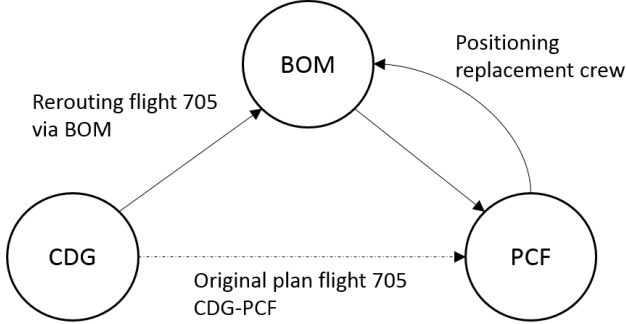 BOM
Positioning
replacement crew
Rerouting flight 705
via BOM
CDG
PCF
Original plan flight 705
CDG-PCF